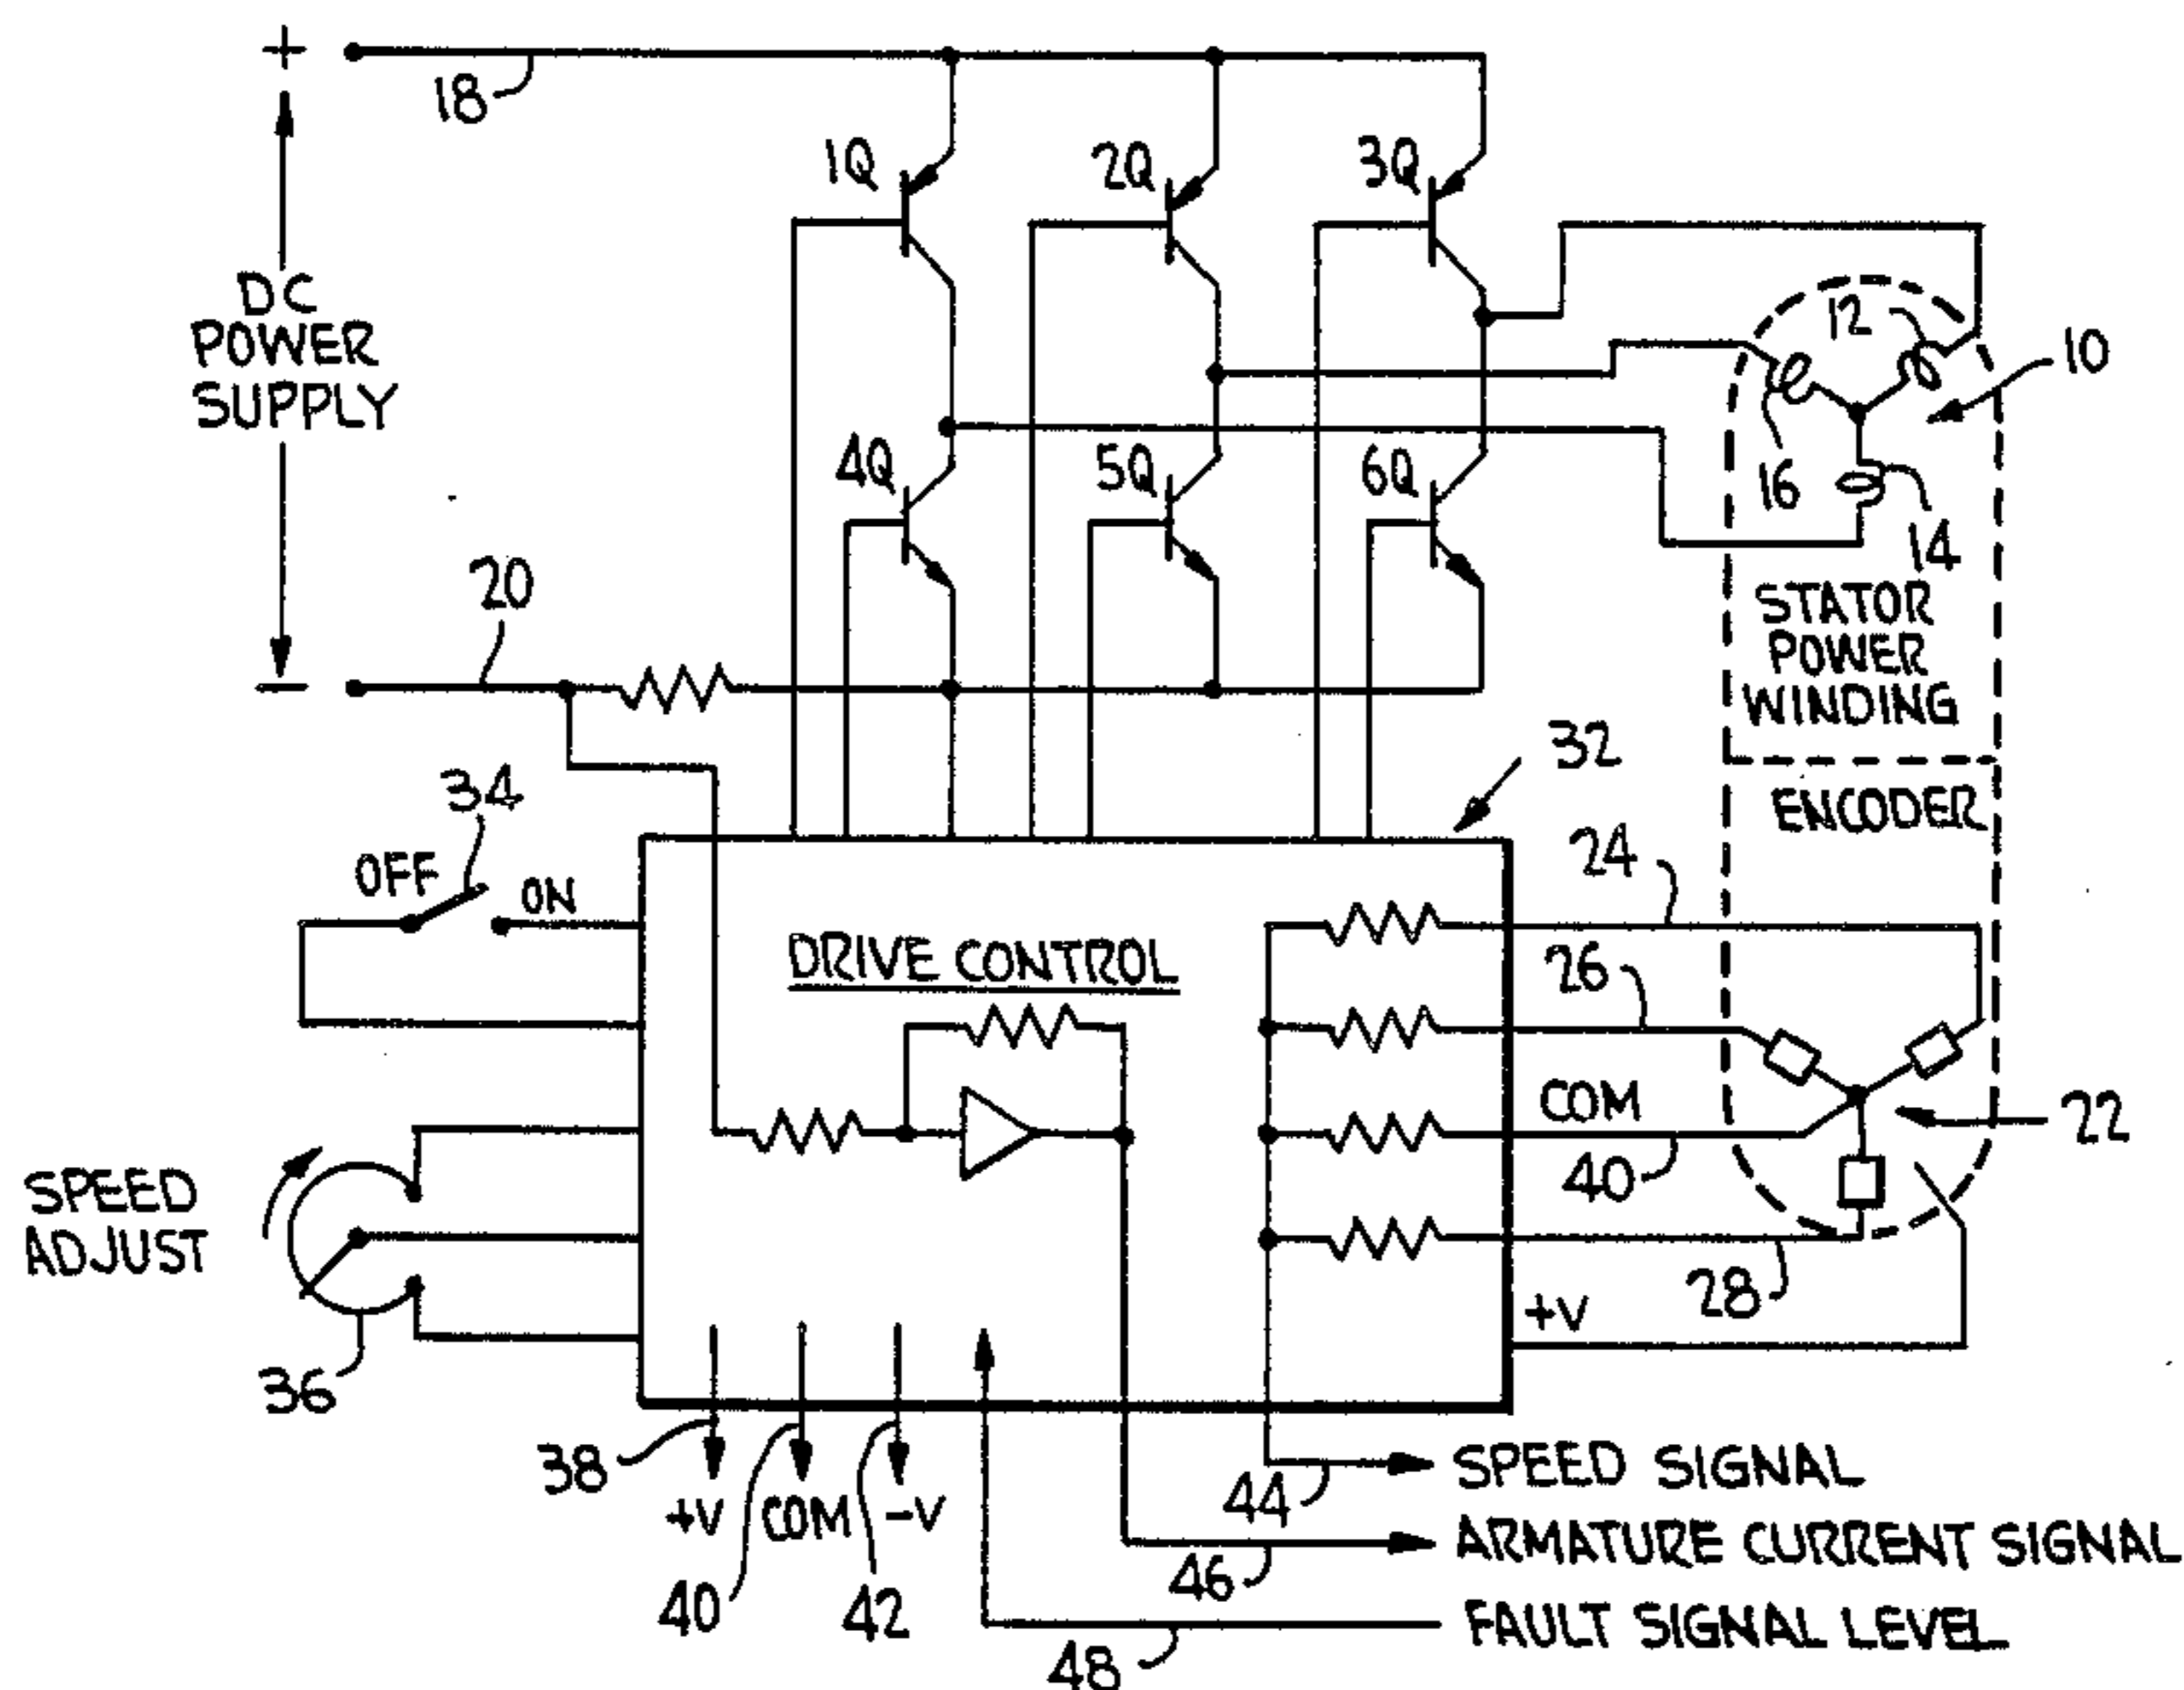 +
18
1Q
2Q
3Q
DC
POWER
SUPPLY
12
10
16
14
4Q
5Q
6Q
20
−
STATOR
POWER
WINDING
32
ENCODER
34
OFF
ON
24
DRIVE CONTROL
26
COM
40
22
SPEED
ADJUST
28
+V
36
38
+V
COM
-V
40
42
44
SPEED SIGNAL
46
ARMATURE CURRENT SIGNAL
48
FAULT SIGNAL LEVEL